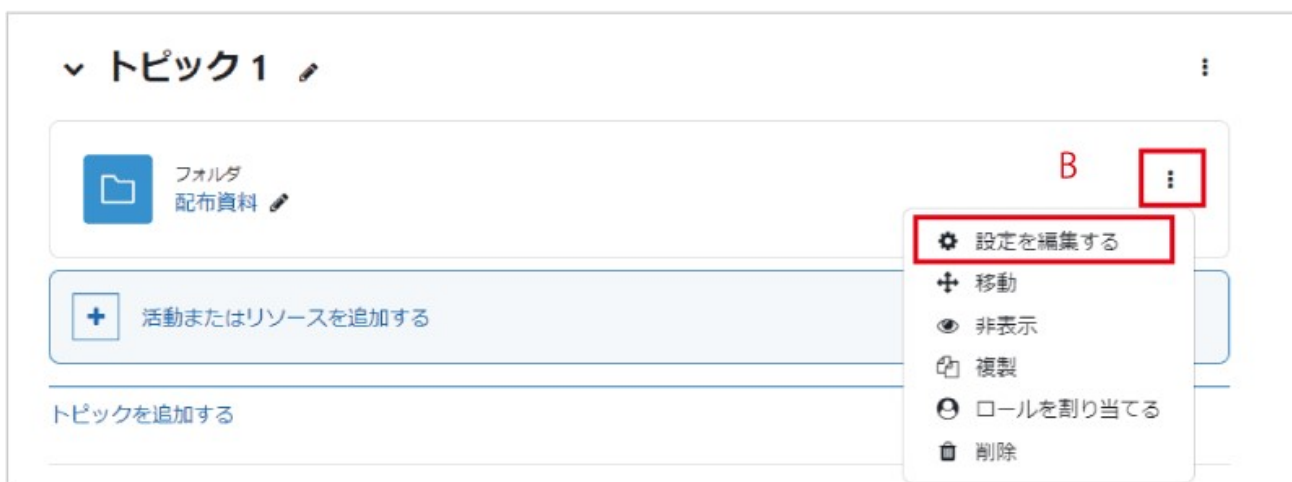 トピック 1
フォルダ
配布資料
B
設定を編集する
移動
非表示
複製
ロールを割り当てる
削除
活動またはリソースを追加する
トピックを追加する